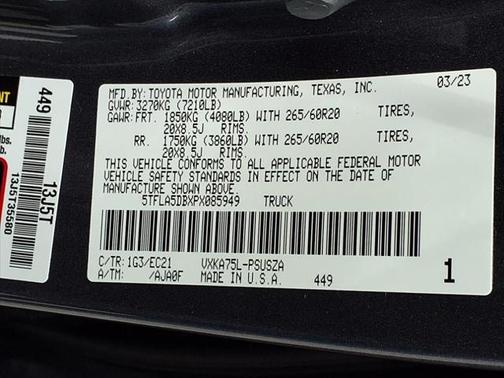 MFD.BY:TOYOTA MOTOR MANUFACTURING, TEXAS, INC. 03/23
GVWR:3270KG (7210LB)
GAWR:FRT. 1850KG (4080LB) WITH 265/60R20 TIRES,
20X8.5J RIMS.
RR. 1750KG (3860LB) WITH 265/60R20 TIRES,
20X8.5J RIMS.
THIS VEHICLE CONFORMS TO ALL APPLICABLE FEDERAL MOTOR
VEHICLE SAFETY STANDARDS IN EFFECT ON THE DATE OF
MANUFACTURE SHOWN ABOVE.
5TFLA5DBXPX085949 TRUCK
C/TR:1G3/EC21 VXKA75L-PSUSZA
A/TM: /AJA0F MADE IN U.S.A. 449 1
449
13J5T
13J5T35580
lbs.